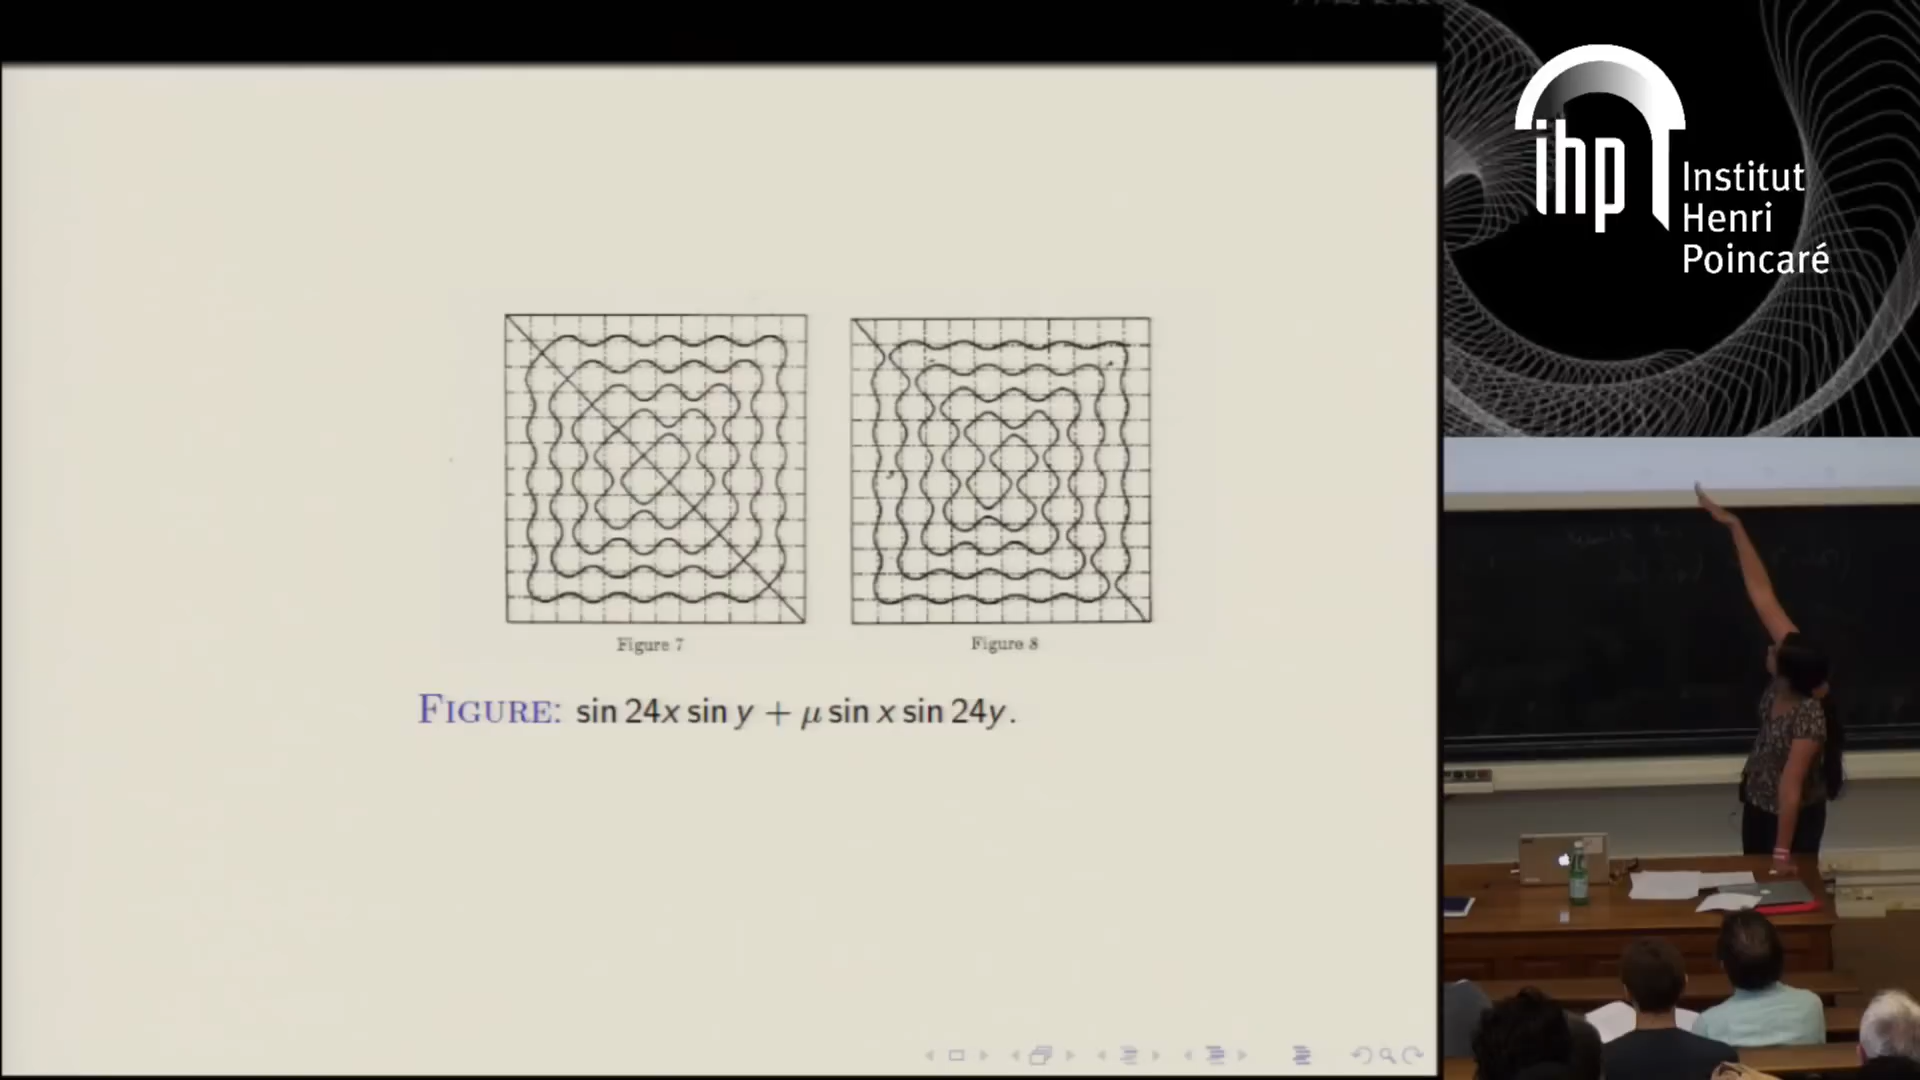 Figure 7
Figure 8
FIGURE: sin 24x sin y + μ sin x sin 24y.
ihp
Institut
Henri
Poincaré